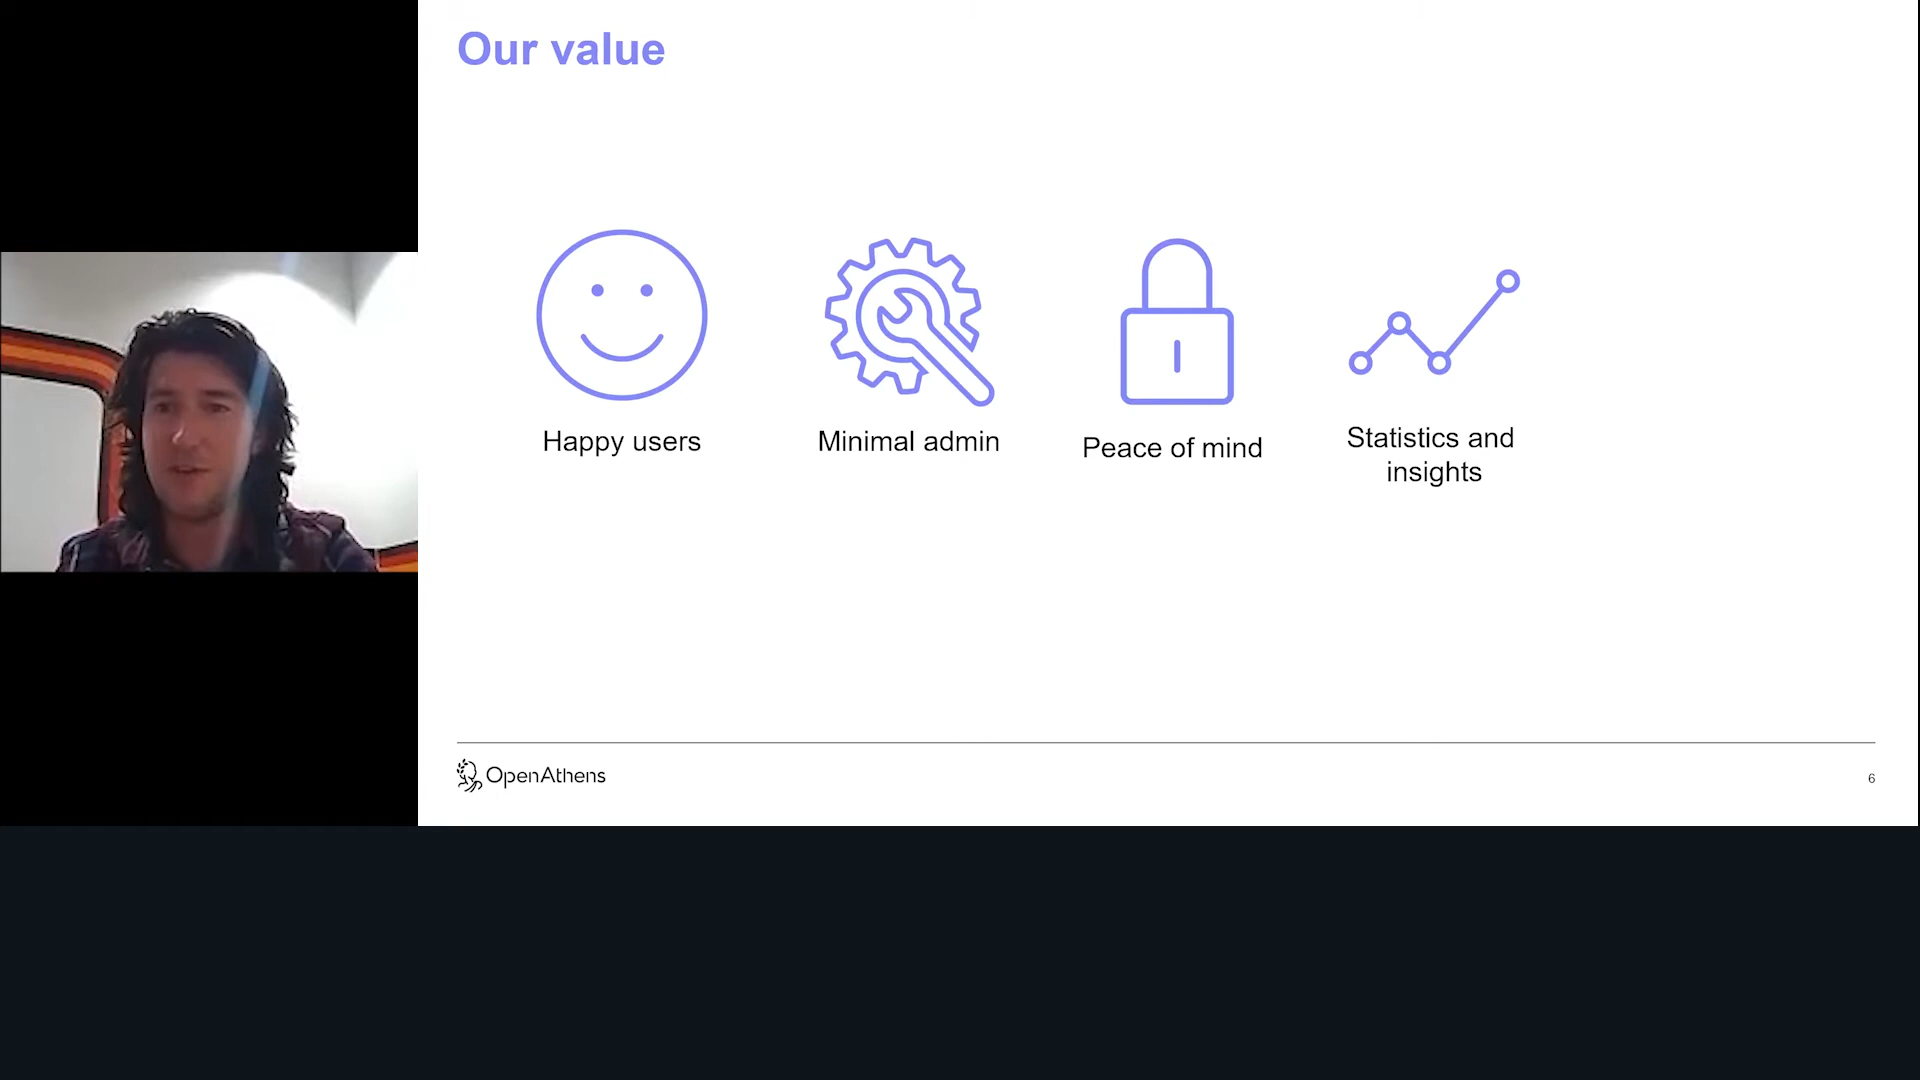 Our value
Happy users
Minimal admin
Peace of mind
Statistics and
insights
OpenAthens
6